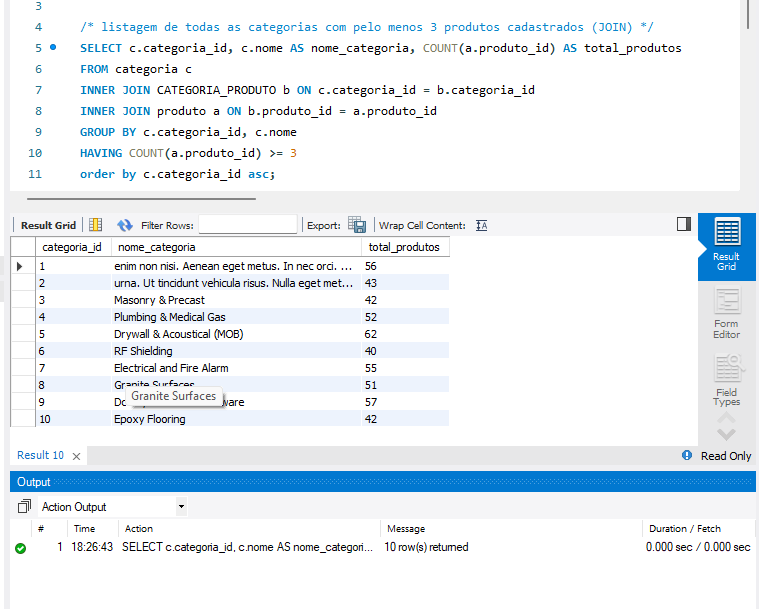 3
4 /* listagem de todas as categorias com pelo menos 3 produtos cadastrados (JOIN) */
5 SELECT c.categoria_id, c.nome AS nome_categoria, COUNT(a.produto_id) AS total_produtos
6 FROM categoria c
7 INNER JOIN CATEGORIA_PRODUTO b ON c.categoria_id = b.categoria_id
8 INNER JOIN produto a ON b.produto_id = a.produto_id
9 GROUP BY c.categoria_id, c.nome
10 HAVING COUNT(a.produto_id) >= 3
11 order by c.categoria_id asc;
Result Grid Filter Rows: Export: Wrap Cell Content:
categoria_id nome_categoria total_produtos
1 enim non nisi. Aenean eget metus. In nec orci. ... 56
2 urna. Ut tincidunt vehicula risus. Nulla eget met... 43
3 Masonry & Precast 42
4 Plumbing & Medical Gas 52
5 Drywall & Acoustical (MOB) 62
6 RF Shielding 40
7 Electrical and Fire Alarm 55
8 Granite Surfaces 51
Granite Surfaces
9 57
10 Epoxy Flooring 42
Result
Grid
Form
Editor
Field
Types
Result 10
Read Only
Output
Action Output
# Time Action Message Duration / Fetch
1 18:26:43 SELECT c.categoria_id, c.nome AS nome_categori... 10 row(s) returned 0.000 sec / 0.000 sec